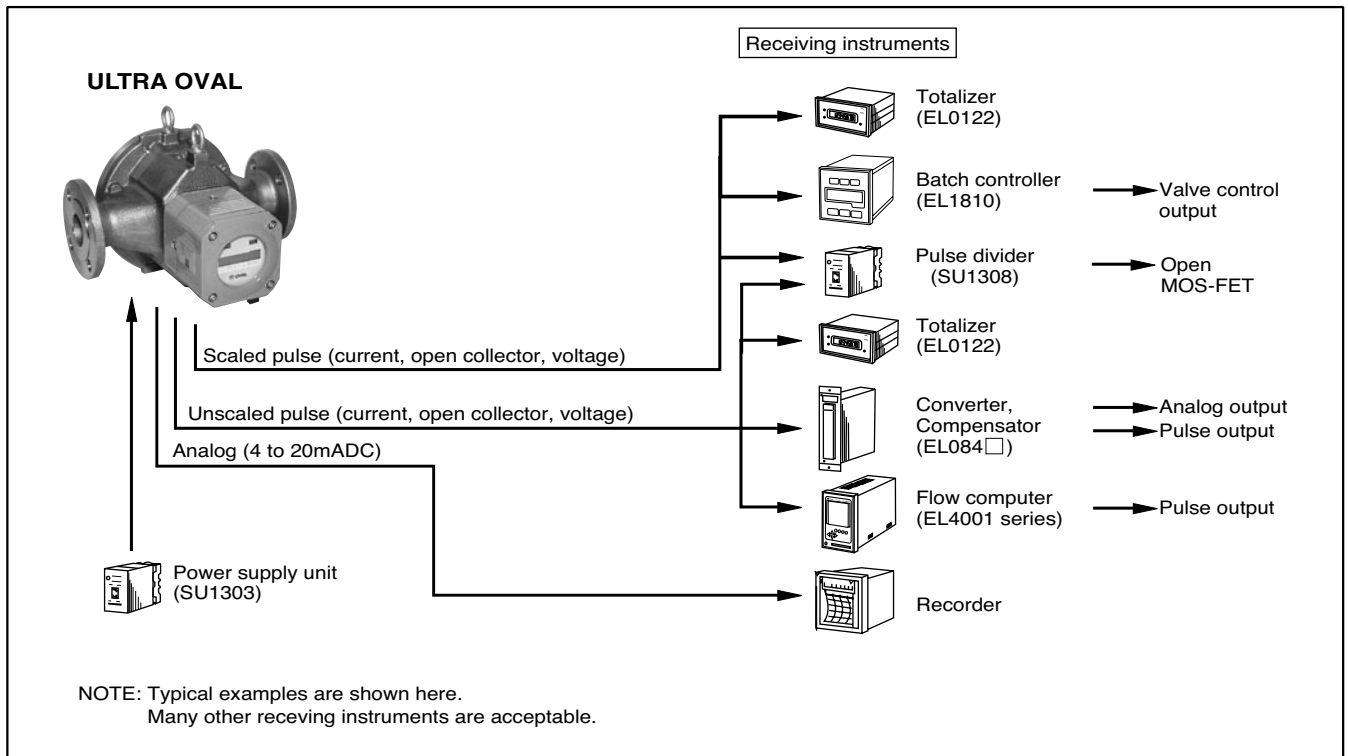 Receiving instruments
ULTRA OVAL
Totalizer
(EL0122)
Batch controller
(EL1810)
Valve control
output
Pulse divider
(SU1308)
Open
MOS-FET
Totalizer
(EL0122)
Scaled pulse (current, open collector, voltage)
Unscaled pulse (current, open collector, voltage)
Converter,
Compensator
(EL084□)
Analog output
Pulse output
Analog (4 to 20mADC)
Flow computer
(EL4001 series)
Pulse output
Power supply unit
(SU1303)
Recorder
NOTE: Typical examples are shown here.
Many other receving instruments are acceptable.